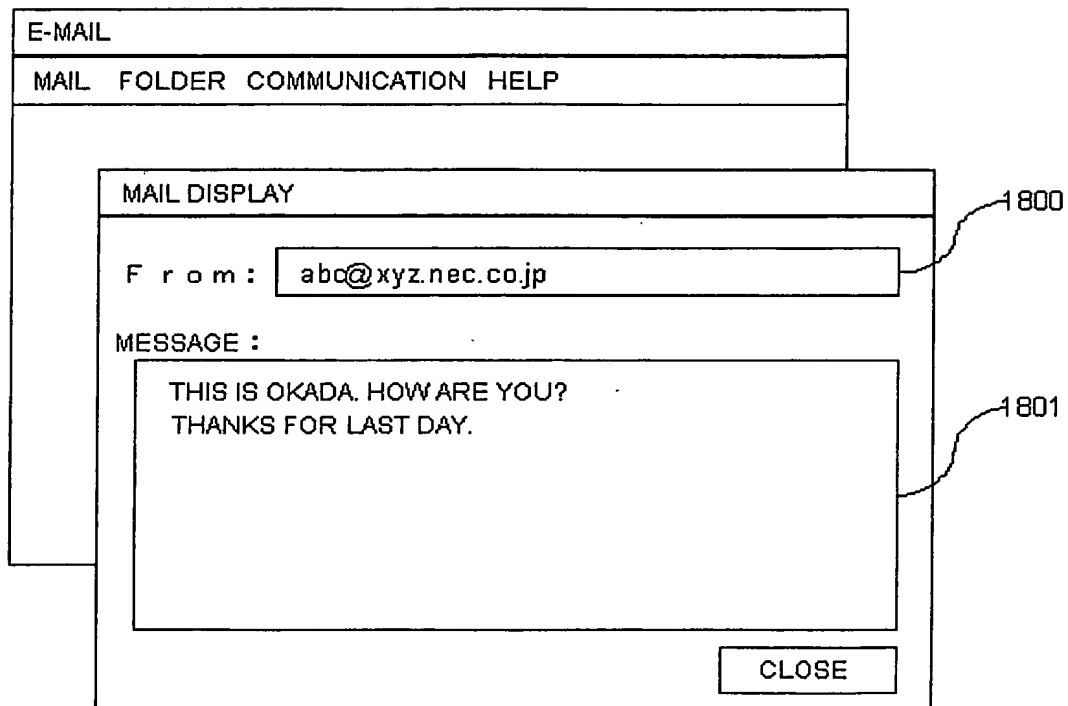 E-MAIL
MAIL FOLDER COMMUNICATION HELP
MAIL DISPLAY
1800
From: abc@xyz.nec.co.jp
MESSAGE :
THIS IS OKADA. HOW ARE YOU?
THANKS FOR LAST DAY.
1801
CLOSE